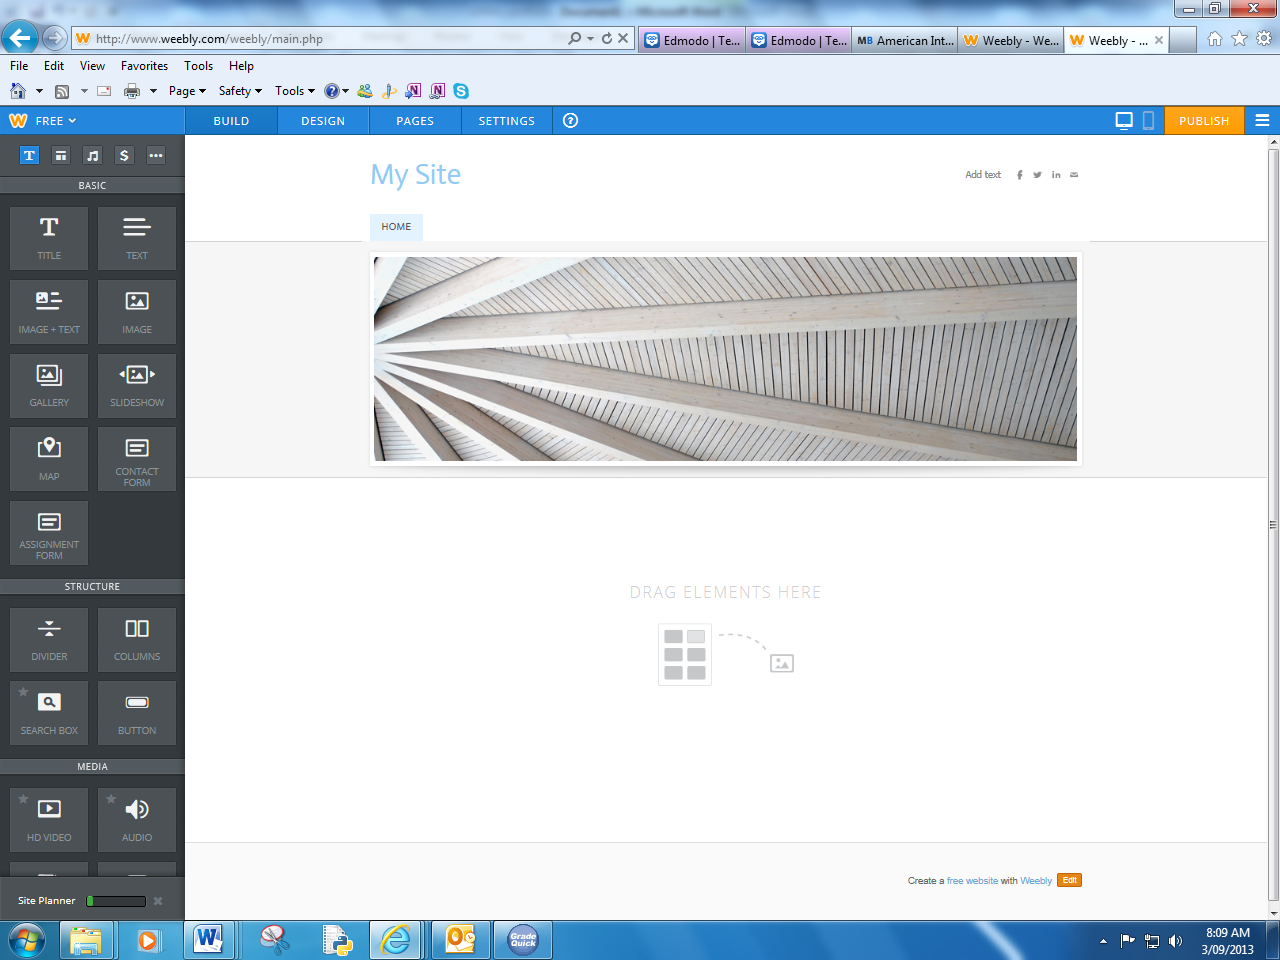 http://www.weebly.com/weebly/main.php
Edmodo | Te...
Edmodo | Te...
MB American Int...
Weebly - We...
Weebly - ...
File Edit View Favorites Tools Help
Page Safety Tools
FREE BUILD DESIGN PAGES SETTINGS PUBLISH
BASIC
TITLE TEXT
IMAGE + TEXT IMAGE
GALLERY SLIDESHOW
MAP CONTACT FORM
ASSIGNMENT FORM
STRUCTURE
DIVIDER COLUMNS
SEARCH BOX BUTTON
MEDIA
HD VIDEO AUDIO
Site Planner
My Site
Add text
HOME
DRAG ELEMENTS HERE
Create a free website with Weebly Edit
Grade Quick
8:09 AM
3/09/2013